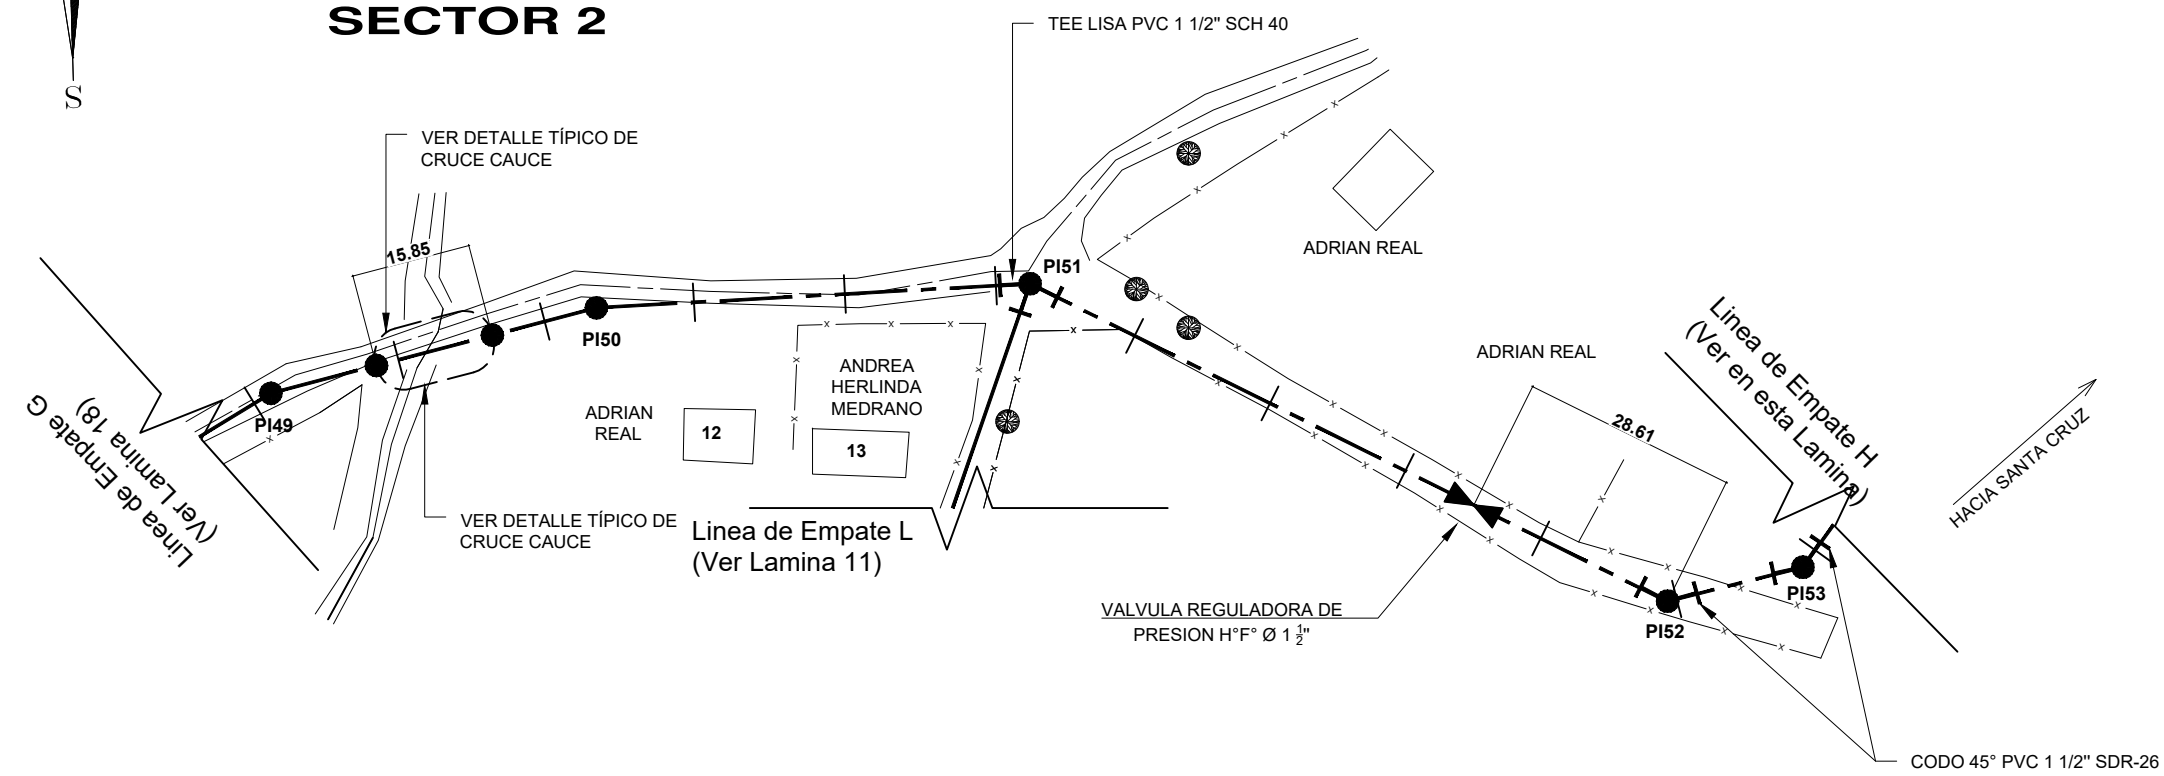 SECTOR 2
S
TEE LISA PVC 1 1/2" SCH 40
VER DETALLE TÍPICO DE
CRUCE CAUCE
15.85
ADRIAN REAL
PI51
PI50
PI49
Linea de Empate G
(Ver Lamina 18)
ANDREA
HERLINDA
MEDRANO
ADRIAN
REAL
12
13
ADRIAN REAL
28.61
Linea de Empate H
(Ver en esta Lamina)
HACIA SANTA CRUZ
VER DETALLE TÍPICO DE
CRUCE CAUCE
Linea de Empate L
(Ver Lamina 11)
VALVULA REGULADORA DE
PRESION H°F° Ø 1 1/2"
PI53
PI52
CODO 45° PVC 1 1/2" SDR-26